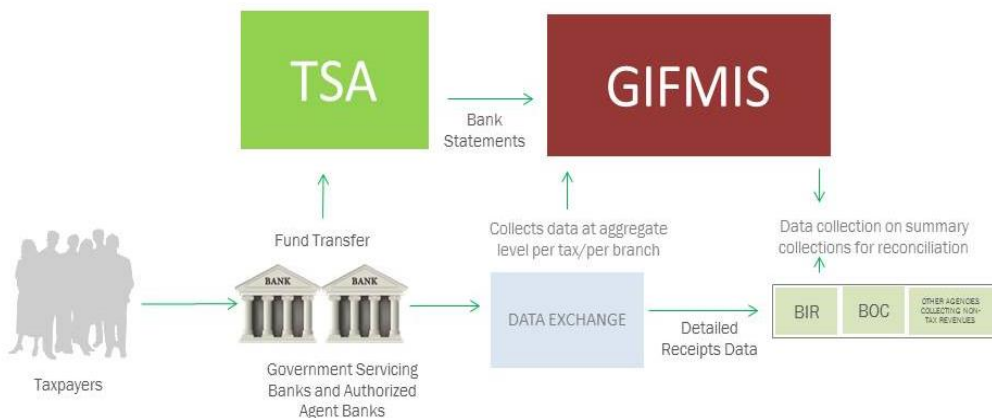 TSA
GIFMIS
Bank
Statements
Fund Transfer
Collects data at aggregate
level per tax/per branch
Data collection on summary
collections for reconciliation
BANK
BANK
DATA EXCHANGE
BIR
BOC
OTHER AGENCIES
COLLECTING NON-
TAX REVENUES
Detailed
Receipts Data
Taxpayers
Government Servicing
Banks and Authorized
Agent Banks